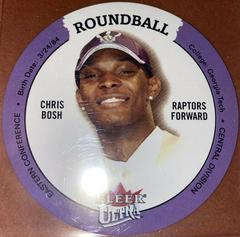 ROUNDBALL
EASTERN CONFERENCE • Birth Date: 3/24/84
College: Georgia Tech • CENTRAL DIVISION
CHRIS
BOSH
RAPTORS
FORWARD
FLEER
ULTRA